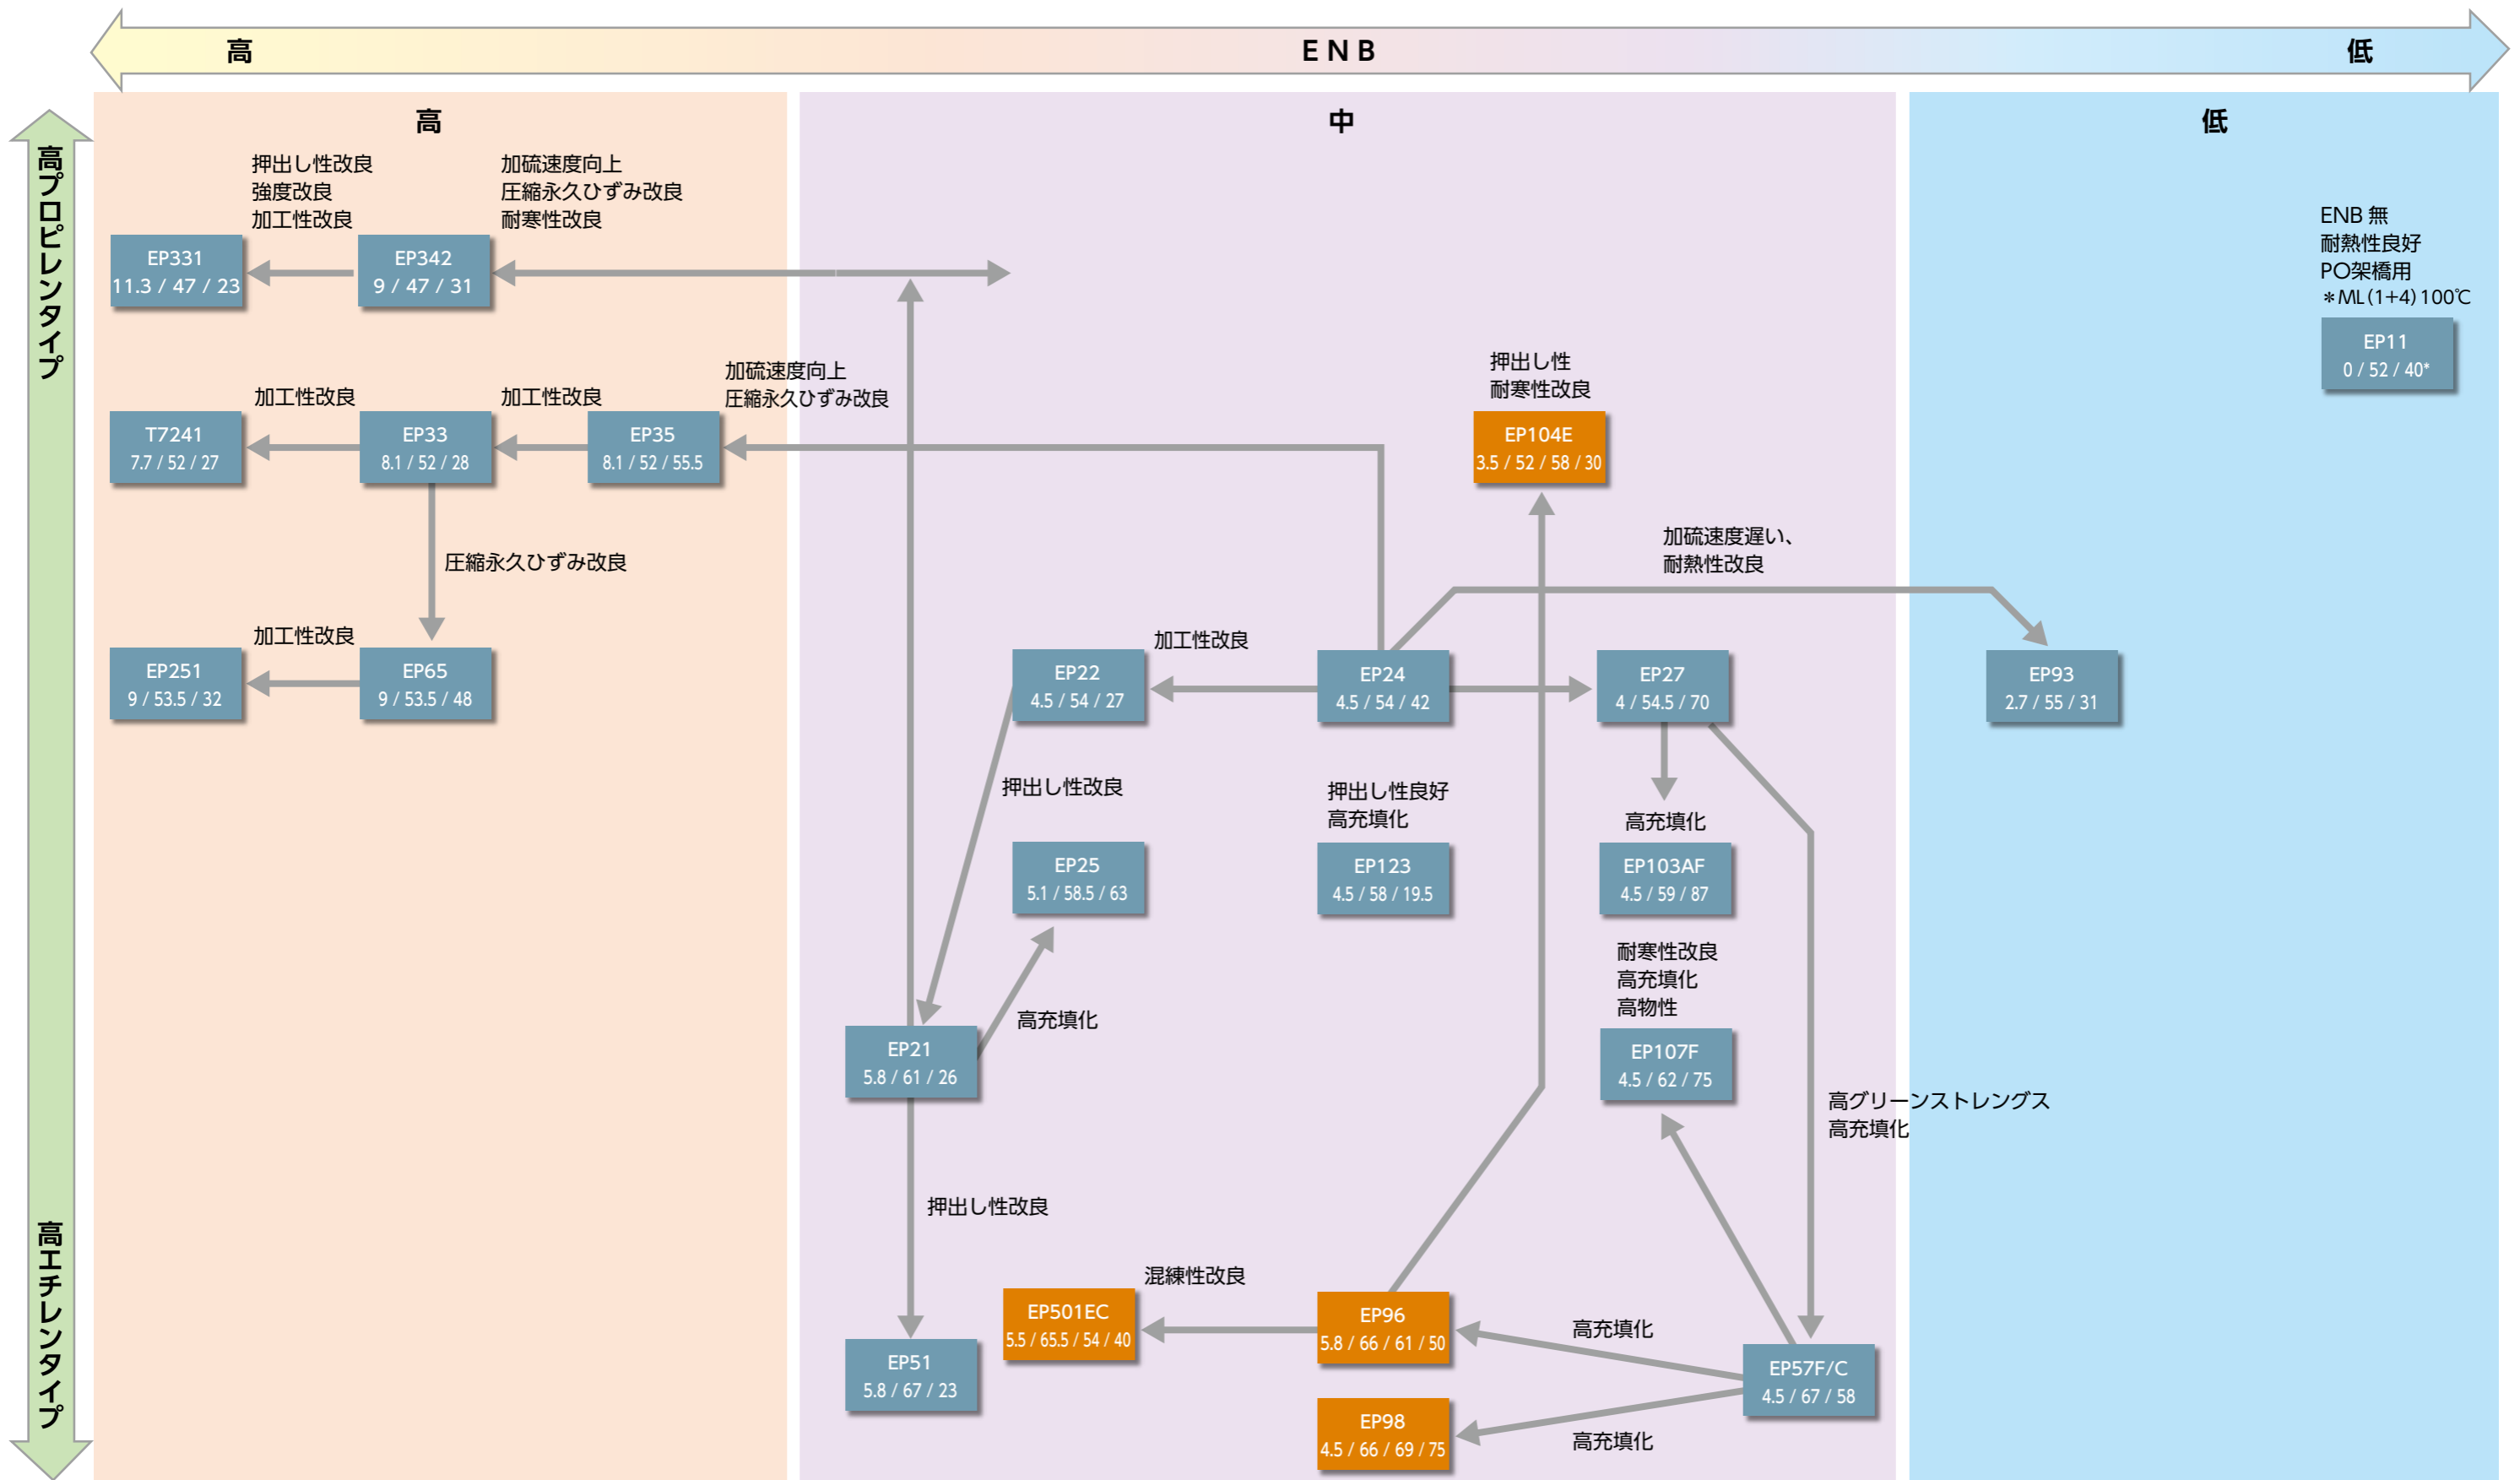 高 ENB 低
高 中 低
高プロピレンタイプ
高エチレンタイプ
押出し性改良
強度改良
加工性改良
加硫速度向上
圧縮永久ひずみ改良
耐寒性改良
EP331
11.3 / 47 / 23
EP342
9 / 47 / 31
ENB 無
耐熱性良好
PO架橋用
＊ML(1+4)100℃
EP11
0 / 52 / 40*
加工性改良
加工性改良
加硫速度向上
圧縮永久ひずみ改良
T7241
7.7 / 52 / 27
EP33
8.1 / 52 / 28
EP35
8.1 / 52 / 55.5
押出し性
耐寒性改良
EP104E
3.5 / 52 / 58 / 30
圧縮永久ひずみ改良
加硫速度遅い、
耐熱性改良
加工性改良
EP251
9 / 53.5 / 32
EP65
9 / 53.5 / 48
加工性改良
EP22
4.5 / 54 / 27
EP24
4.5 / 54 / 42
EP27
4 / 54.5 / 70
EP93
2.7 / 55 / 31
押出し性改良
押出し性良好
高充填化
高充填化
EP25
5.1 / 58.5 / 63
EP123
4.5 / 58 / 19.5
EP103AF
4.5 / 59 / 87
耐寒性改良
高充填化
高物性
高充填化
EP21
5.8 / 61 / 26
EP107F
4.5 / 62 / 75
高グリーンストレングス
高充填化
押出し性改良
混練性改良
EP501EC
5.5 / 65.5 / 54 / 40
EP96
5.8 / 66 / 61 / 50
高充填化
EP51
5.8 / 67 / 23
EP57F/C
4.5 / 67 / 58
EP98
4.5 / 66 / 69 / 75
高充填化